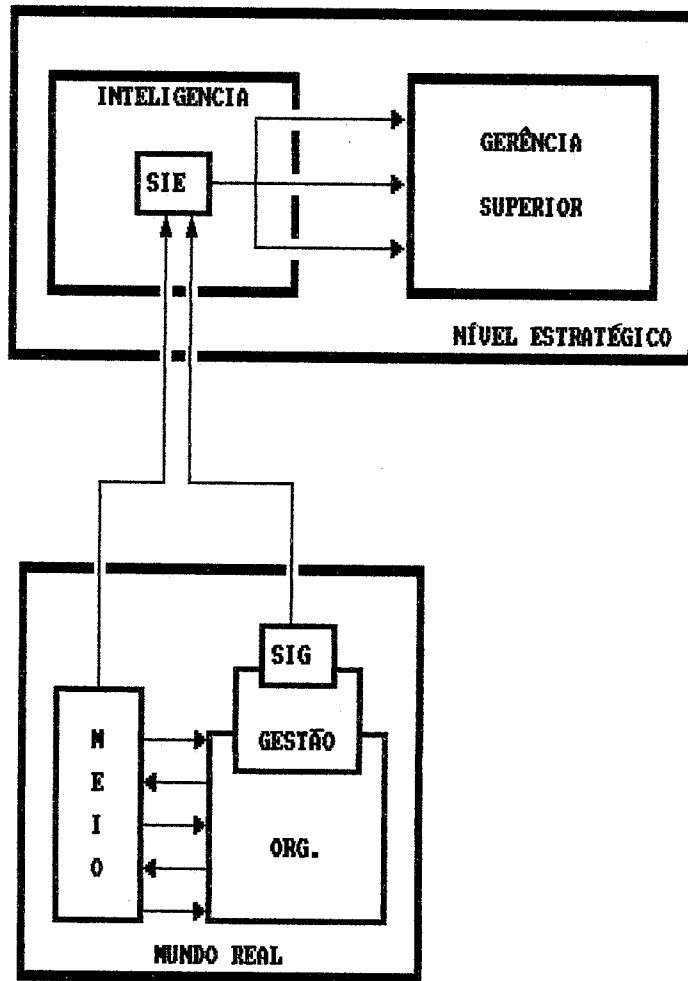 INTELIGENCIA
SIE
GERÊNCIA
SUPERIOR
NÍVEL ESTRATÉGICO
SIG
GESTÃO
M
E
I
O
ORG.
MUNDO REAL